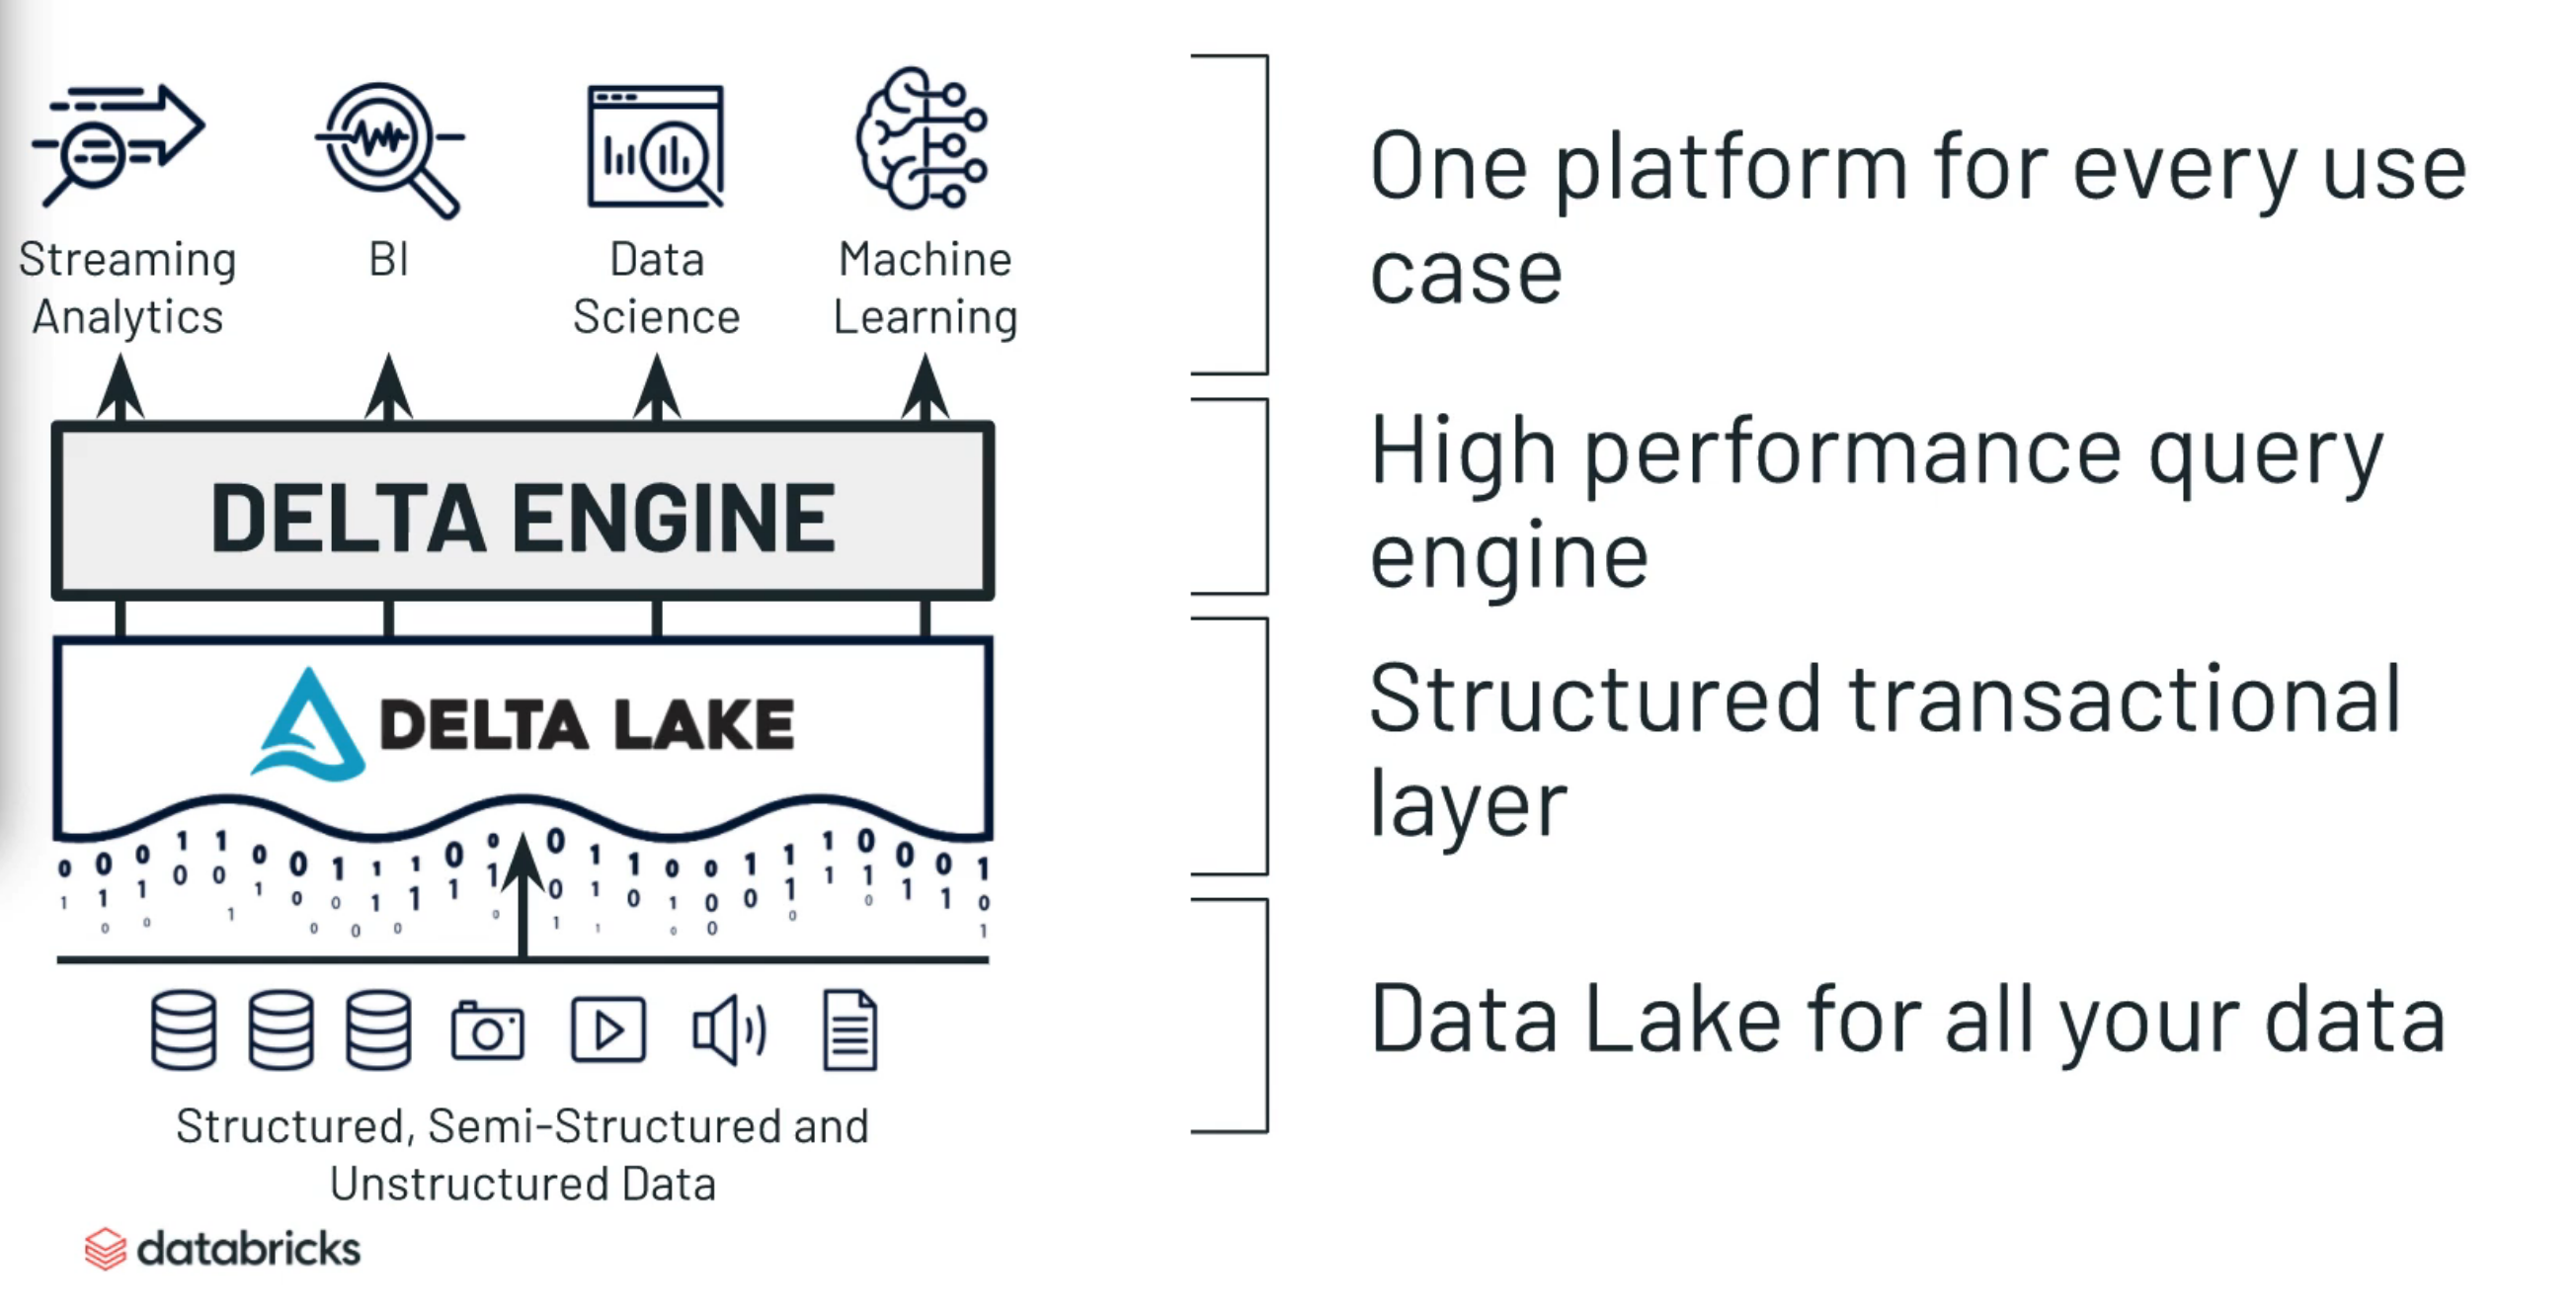 Streaming
Analytics
BI
Data
Science
Machine
Learning
One platform for every use
case
DELTA ENGINE
High performance query
engine
DELTA LAKE
Structured transactional
layer
Data Lake for all your data
Structured, Semi-Structured and
Unstructured Data
databricks